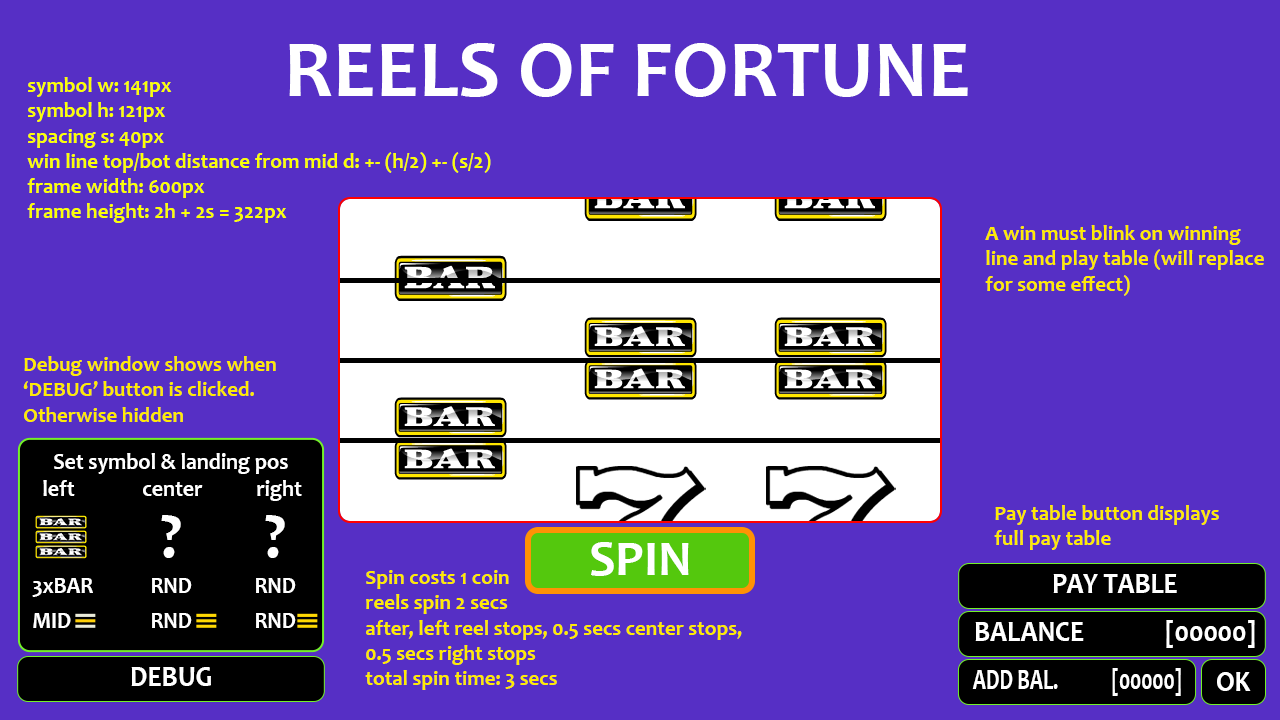 REELS OF FORTUNE
symbol w: 141px
symbol h: 121px
spacing s: 40px
win line top/bot distance from mid d: +- (h/2) +- (s/2)
frame width: 600px
frame height: 2h + 2s = 322px
BAR BAR
A win must blink on winning
line and play table (will replace
for some effect)
BAR
BAR BAR
BAR BAR
BAR
BAR
7 7
Debug window shows when
‘DEBUG’ button is clicked.
Otherwise hidden
Set symbol & landing pos
left center right
BAR
BAR
BAR
? ?
3xBAR RND RND
MID RND RND
DEBUG
SPIN
Spin costs 1 coin
reels spin 2 secs
after, left reel stops, 0.5 secs center stops,
0.5 secs right stops
total spin time: 3 secs
Pay table button displays
full pay table
PAY TABLE
BALANCE [00000]
ADD BAL. [00000] OK